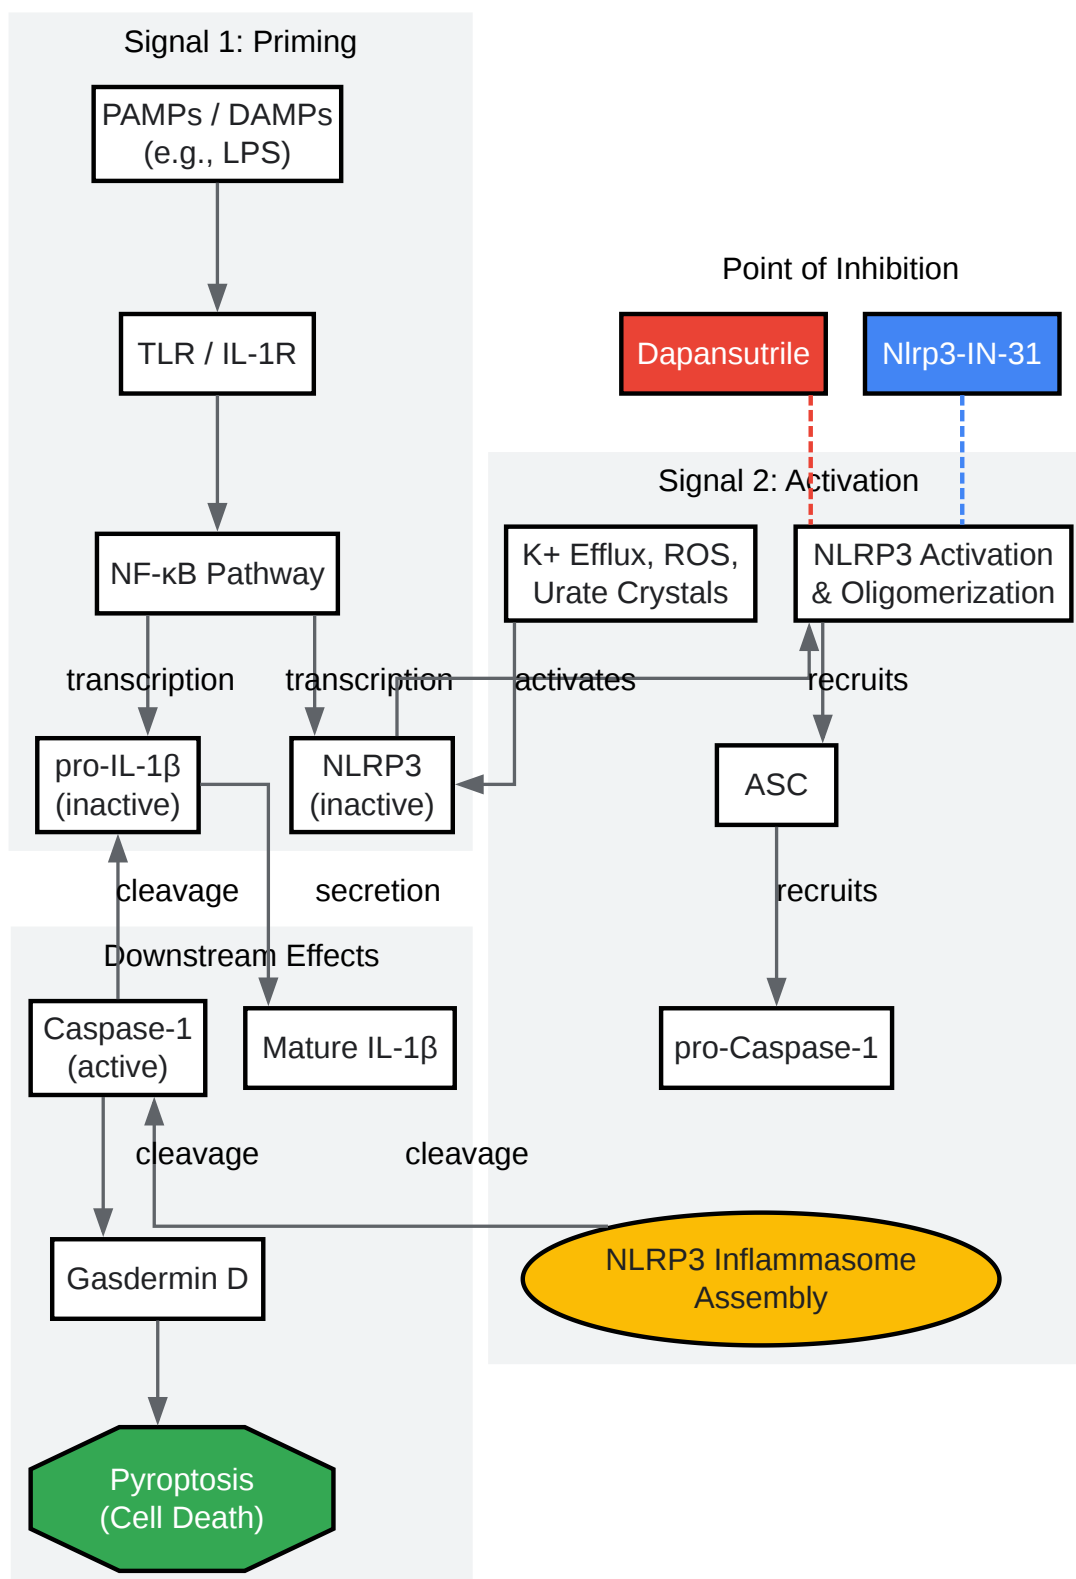 Signal 1: Priming
PAMPs / DAMPs
(e.g., LPS)
TLR / IL-1R
NF-κB Pathway
transcription
transcription
pro-IL-1β
(inactive)
NLRP3
(inactive)
Point of Inhibition
Dapansutrile
Nlrp3-IN-31
Signal 2: Activation
K+ Efflux, ROS,
Urate Crystals
NLRP3 Activation
& Oligomerization
activates
recruits
ASC
recruits
pro-Caspase-1
NLRP3 Inflammasome
Assembly
cleavage
secretion
Downstream Effects
Caspase-1
(active)
Mature IL-1β
cleavage
cleavage
Gasdermin D
Pyroptosis
(Cell Death)